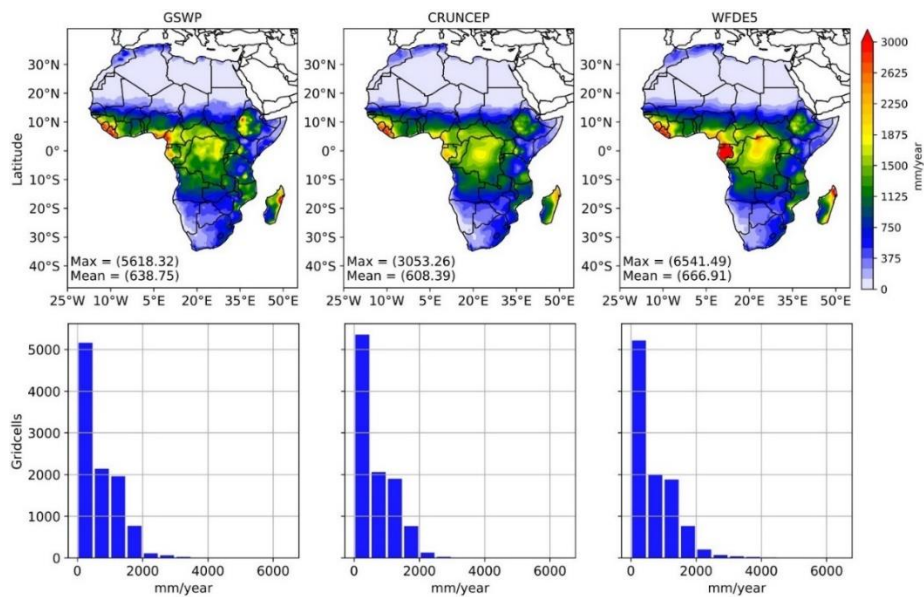 GSWP
CRUNCEP
WFDE5
30°N
20°N
10°N
0°
10°S
20°S
30°S
40°S
Latitude
Max = (5618.32)
Mean = (638.75)
Max = (3053.26)
Mean = (608.39)
Max = (6541.49)
Mean = (666.91)
25°W 10°W 5°E 20°E 35°E 50°E
25°W 10°W 5°E 20°E 35°E 50°E
25°W 10°W 5°E 20°E 35°E 50°E
3000
2625
2250
1875
1500
1125
750
375
0
mm/year
5000
4000
3000
2000
1000
0
Gridcells
0 2000 4000 6000
0 2000 4000 6000
0 2000 4000 6000
mm/year
mm/year
mm/year